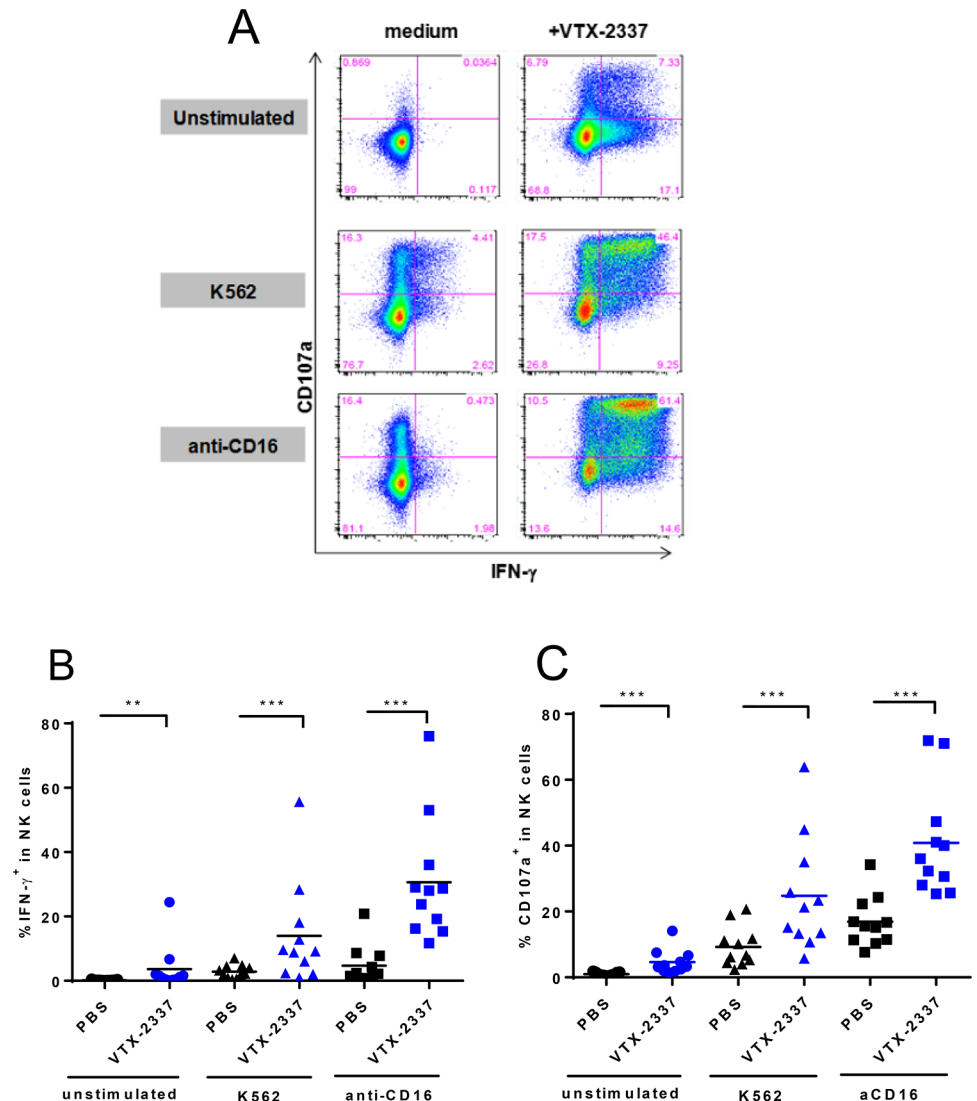 A
medium
+VTX-2337
Unstimulated
0.869
0.0364
99
0.117
6.79
7.33
68.8
17.1
K562
16.3
4.41
76.7
2.62
17.5
46.4
26.8
9.25
anti-CD16
16.4
0.473
81.1
1.98
10.5
61.4
13.6
14.6
CD107a
IFN-γ
B
% IFN-γ+ in NK cells
80
60
40
20
0
**
***
***
PBS
VTX-2337
PBS
VTX-2337
PBS
VTX-2337
unstimulated
K562
anti-CD16
C
% CD107a+ in NK cells
80
60
40
20
0
***
***
***
PBS
VTX-2337
PBS
VTX-2337
PBS
VTX-2337
unstimulated
K562
aCD16